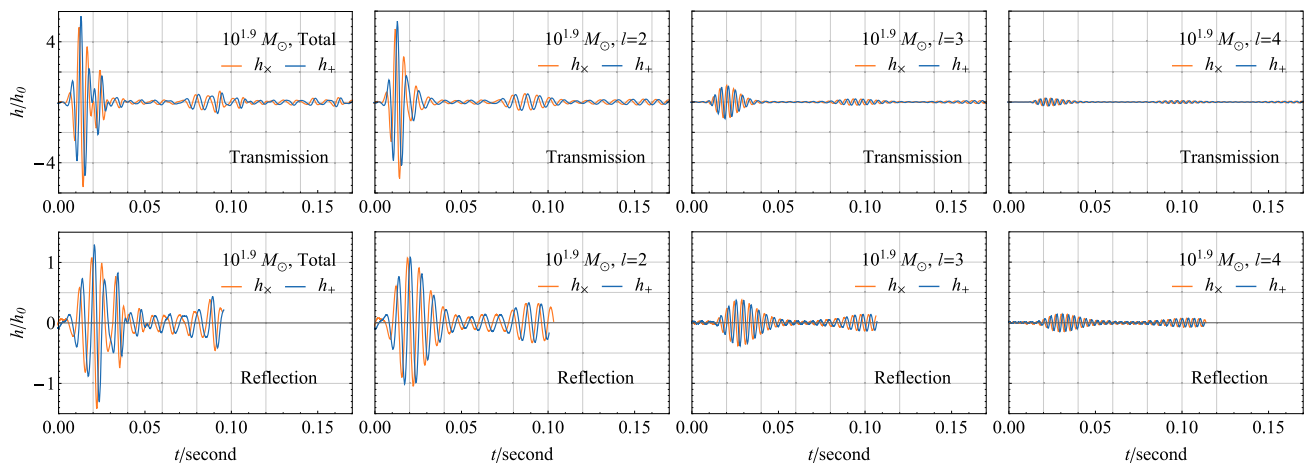 h/h₀
4
0
−4
10^1.9 M⊙, Total
h× h+
Transmission
0.00 0.05 0.10 0.15
10^1.9 M⊙, l=2
h× h+
Transmission
0.00 0.05 0.10 0.15
10^1.9 M⊙, l=3
h× h+
Transmission
0.00 0.05 0.10 0.15
10^1.9 M⊙, l=4
h× h+
Transmission
0.00 0.05 0.10 0.15
h/h₀
1
0
−1
10^1.9 M⊙, Total
h× h+
Reflection
0.00 0.05 0.10 0.15
t/second
10^1.9 M⊙, l=2
h× h+
Reflection
0.00 0.05 0.10 0.15
t/second
10^1.9 M⊙, l=3
h× h+
Reflection
0.00 0.05 0.10 0.15
t/second
10^1.9 M⊙, l=4
h× h+
Reflection
0.00 0.05 0.10 0.15
t/second